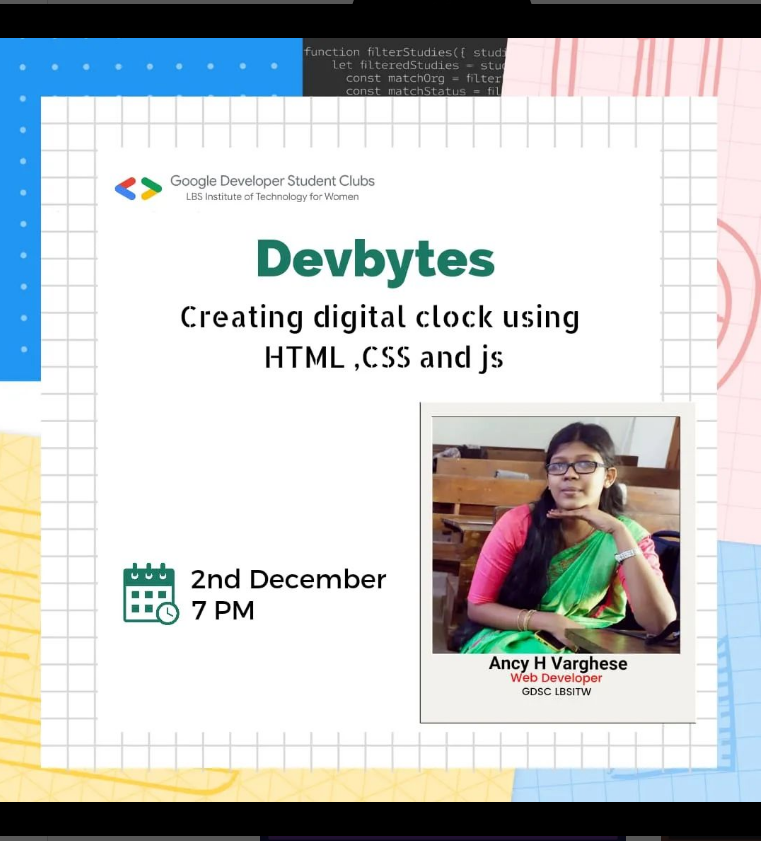 function filterStudies({ studi
let filteredStudies = stud
const matchOrg = filter
const matchStatus = fil
Google Developer Student Clubs
LBS Institute of Technology for Women
Devbytes
Creating digital clock using
HTML ,CSS and js
2nd December
7 PM
Ancy H Varghese
Web Developer
GDSC LBSITW